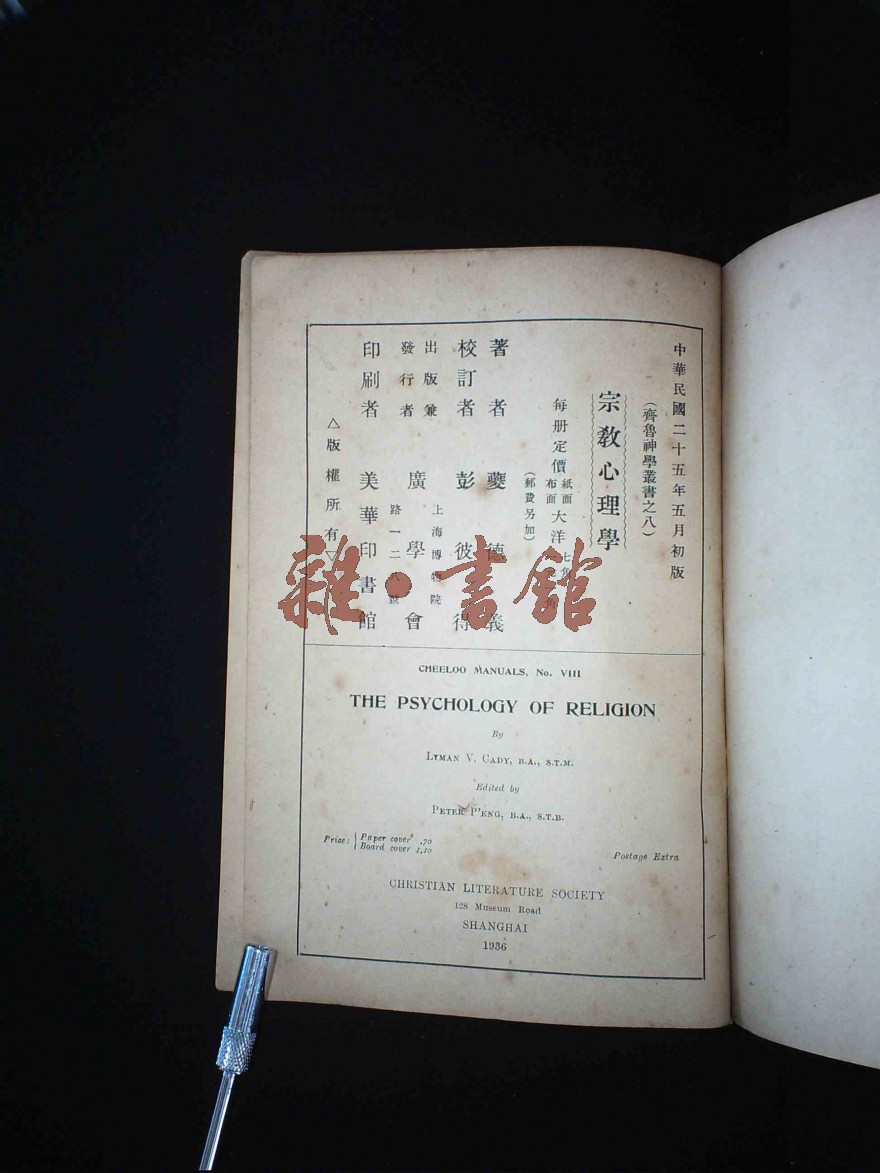 中華民國二十五年五月初版
(齊魯神學叢書之八)
宗教心理學
每册定價 紙面 布面 大洋 七角
(郵費另加)
著者 夔德義
校訂者 彭彼得
出版兼發行者 廣學會
上海博物院
路一二八號
印刷者 美華印書館
△版權所有▽
雜·書館
CHEELOO MANUALS, No. VIII
THE PSYCHOLOGY OF RELIGION
By
LYMAN V. CADY, B.A., S.T.M.
Edited by
PETER P'ENG, B.A., S.T.B.
Price: { Paper cover .70
Board cover 1.10
Postage Extra
CHRISTIAN LITERATURE SOCIETY
128 Museum Road
SHANGHAI
1936